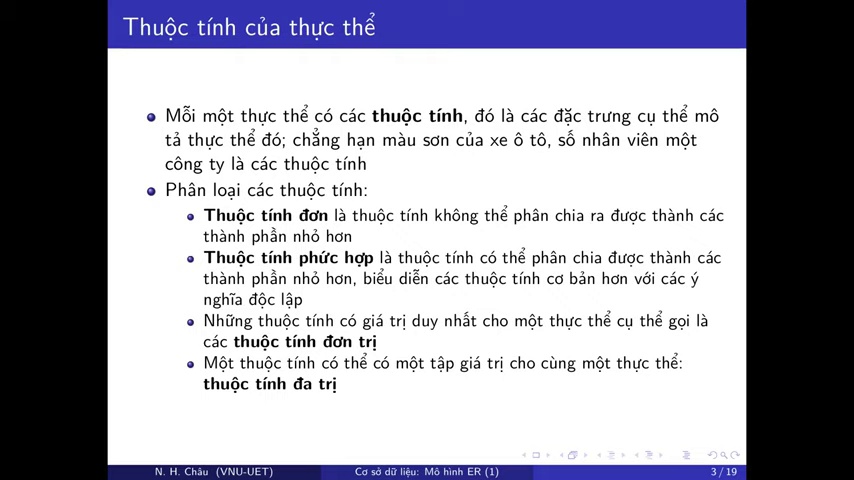 Thuộc tính của thực thể
Mỗi một thực thể có các thuộc tính, đó là các đặc trưng cụ thể mô
tả thực thể đó; chẳng hạn màu sơn của xe ô tô, số nhân viên một
công ty là các thuộc tính
Phân loại các thuộc tính:
Thuộc tính đơn là thuộc tính không thể phân chia ra được thành các
thành phần nhỏ hơn
Thuộc tính phức hợp là thuộc tính có thể phân chia được thành các
thành phần nhỏ hơn, biểu diễn các thuộc tính cơ bản hơn với các ý
nghĩa độc lập
Những thuộc tính có giá trị duy nhất cho một thực thể cụ thể gọi là
các thuộc tính đơn trị
Một thuộc tính có thể có một tập giá trị cho cùng một thực thể:
thuộc tính đa trị
N. H. Châu (VNU-UET) Cơ sở dữ liệu: Mô hình ER (1) 3 / 19